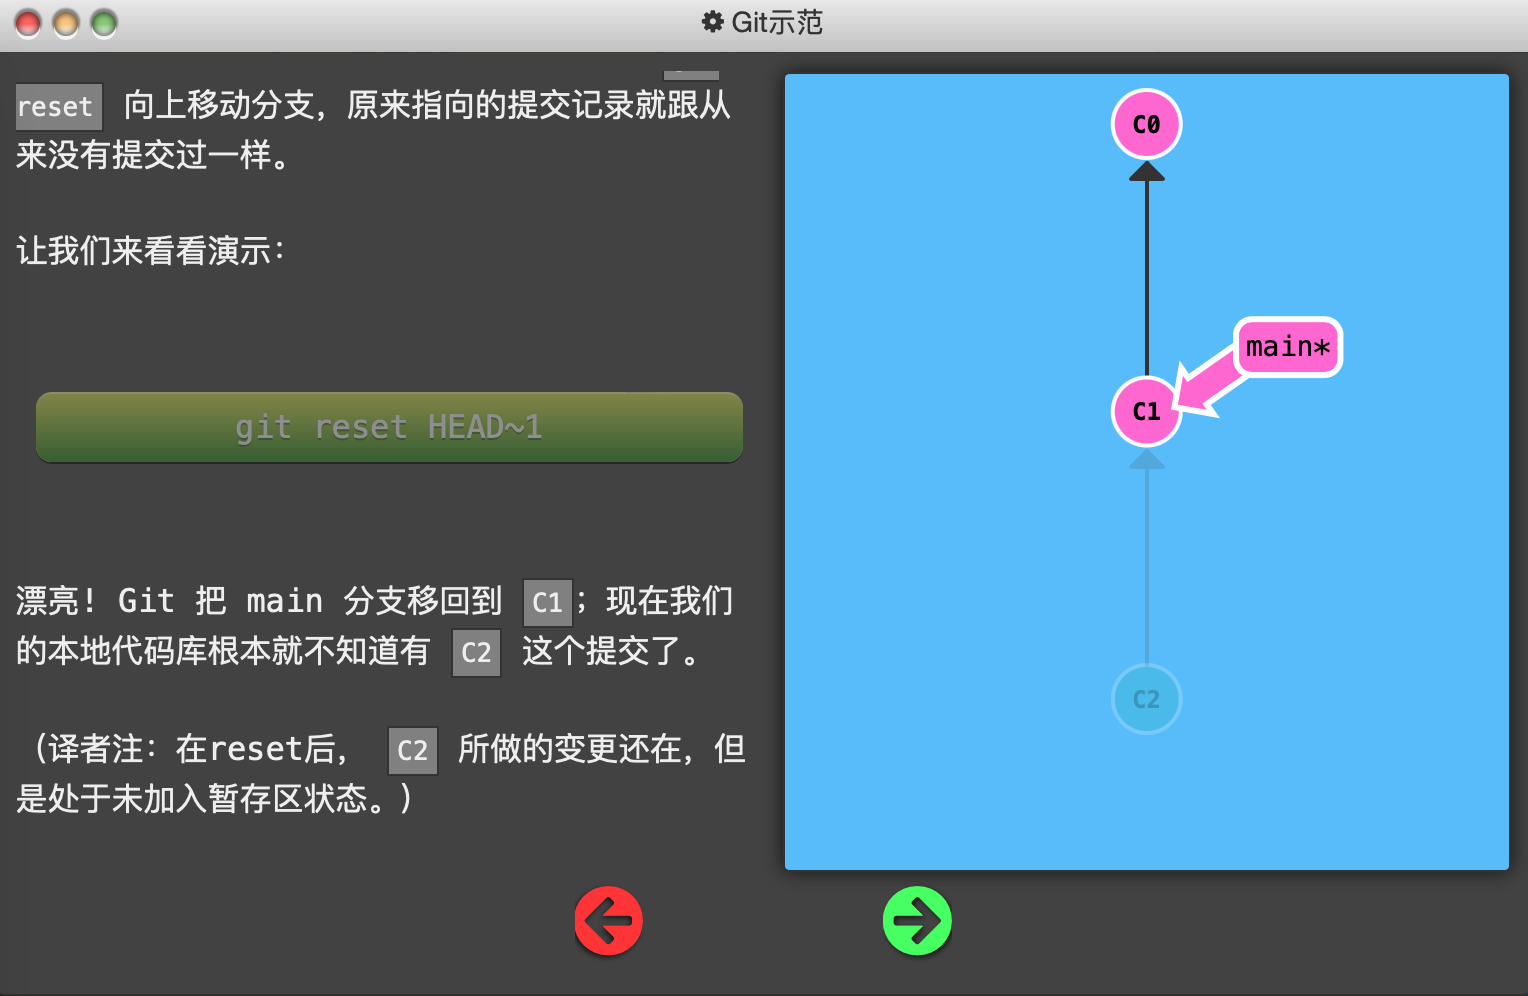 Git示范
reset 向上移动分支，原来指向的提交记录就跟从
来没有提交过一样。
让我们来看看演示：
git reset HEAD~1
漂亮! Git 把 main 分支移回到 C1；现在我们
的本地代码库根本就不知道有 C2 这个提交了。
（译者注：在reset后， C2 所做的变更还在，但
是处于未加入暂存区状态。）
C0
main*
C1
C2